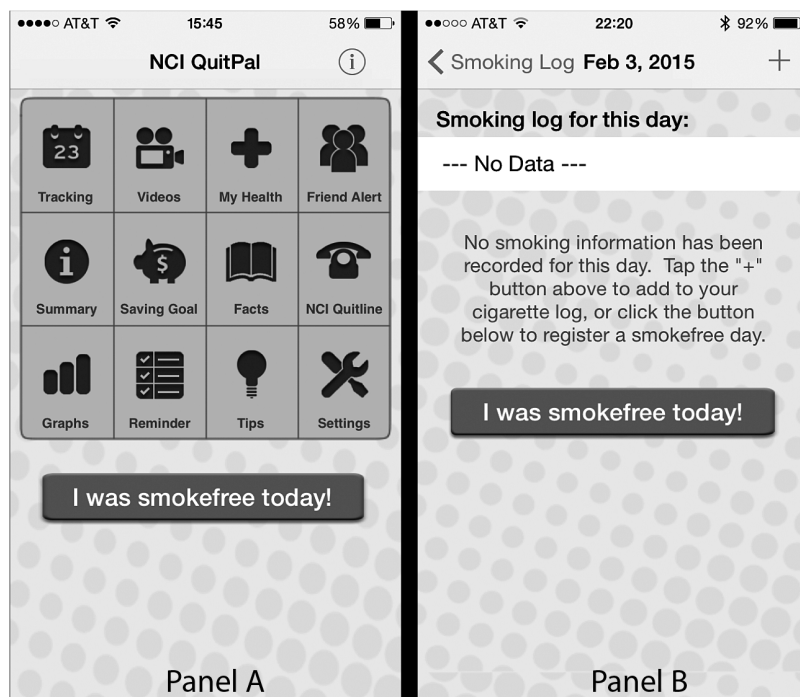 AT&T 15:45 58%
NCI QuitPal
23
Tracking Videos My Health Friend Alert
$
Summary Saving Goal Facts NCI Quitline
Graphs Reminder Tips Settings
I was smokefree today!
Panel A
AT&T 22:20 92%
Smoking Log Feb 3, 2015 +
Smoking log for this day:
--- No Data ---
No smoking information has been
recorded for this day. Tap the "+"
button above to add to your
cigarette log, or click the button
below to register a smokefree day.
I was smokefree today!
Panel B